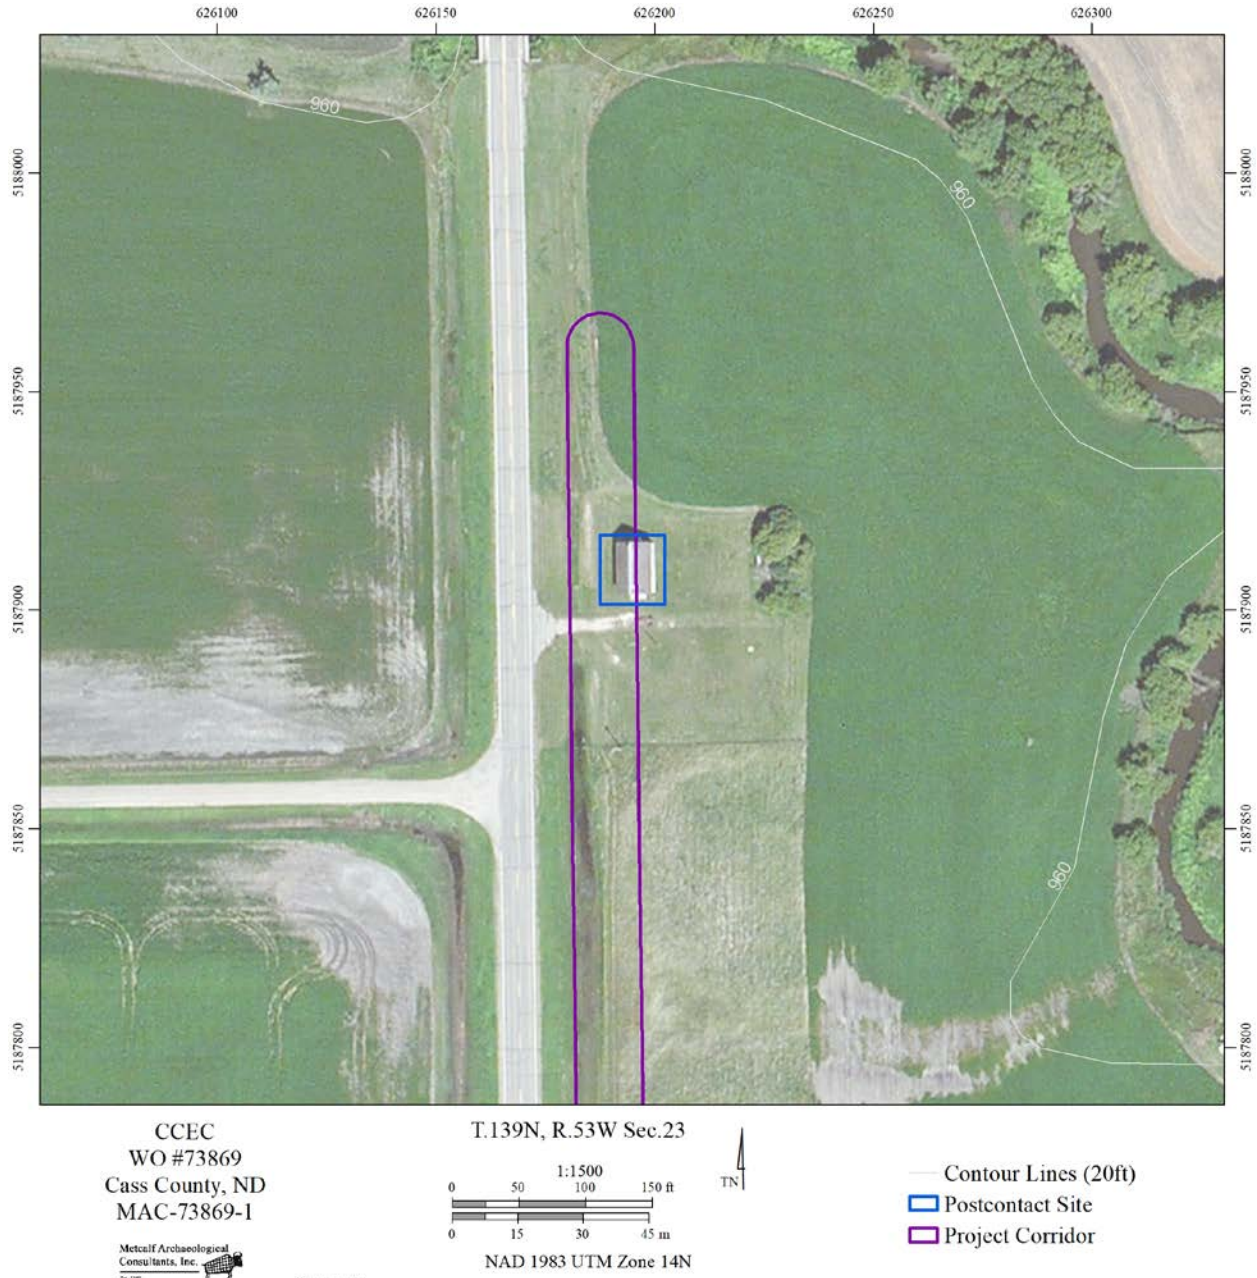 626100 626150 626200 626250 626300
5188000 5188000
5187950 5187950
5187900 5187900
5187850 5187850
5187800 5187800
960
960
960
CCEC
WO #73869
Cass County, ND
MAC-73869-1
Metcalf Archaeological
Consultants, Inc.
T.139N, R.53W Sec.23
1:1500
0 50 100 150 ft
0 15 30 45 m
NAD 1983 UTM Zone 14N
TN
Contour Lines (20ft)
Postcontact Site
Project Corridor